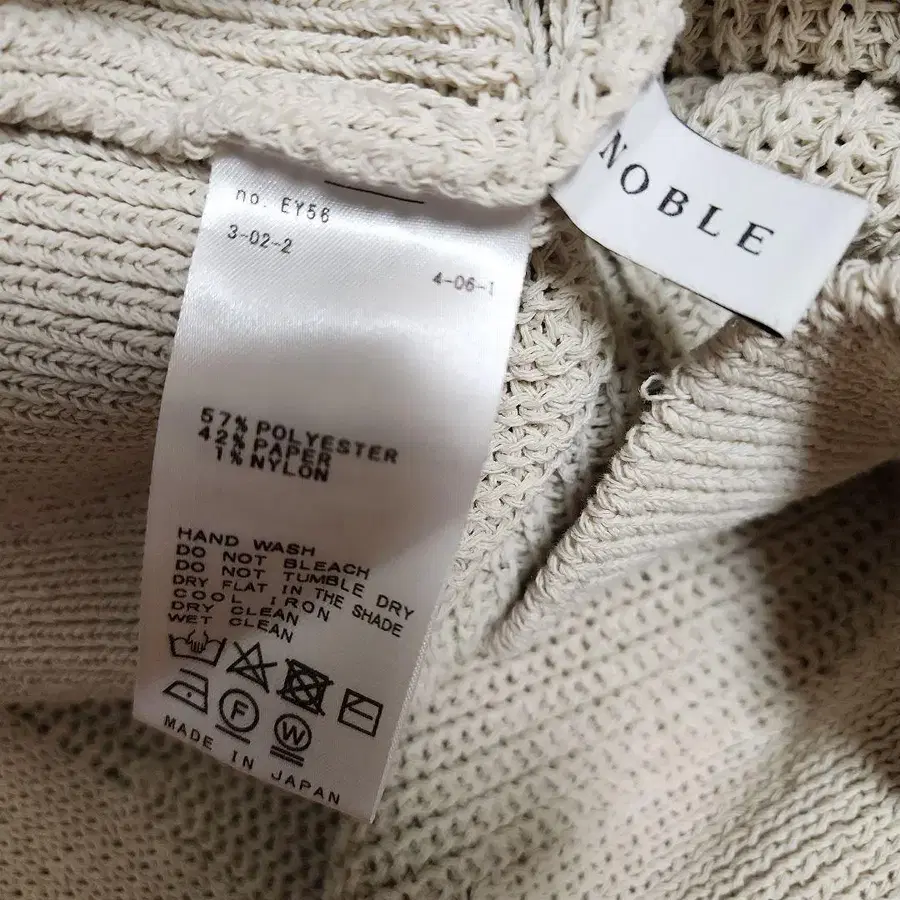 NOBLE
no. EY56
3-02-2
4-06-1
57% POLYESTER
42% PAPER
1% NYLON
HAND WASH
DO NOT BLEACH
DO NOT TUMBLE DRY
DRY FLAT IN THE SHADE
COOL IRON
DRY CLEAN
WET CLEAN
F
W
MADE IN JAPAN